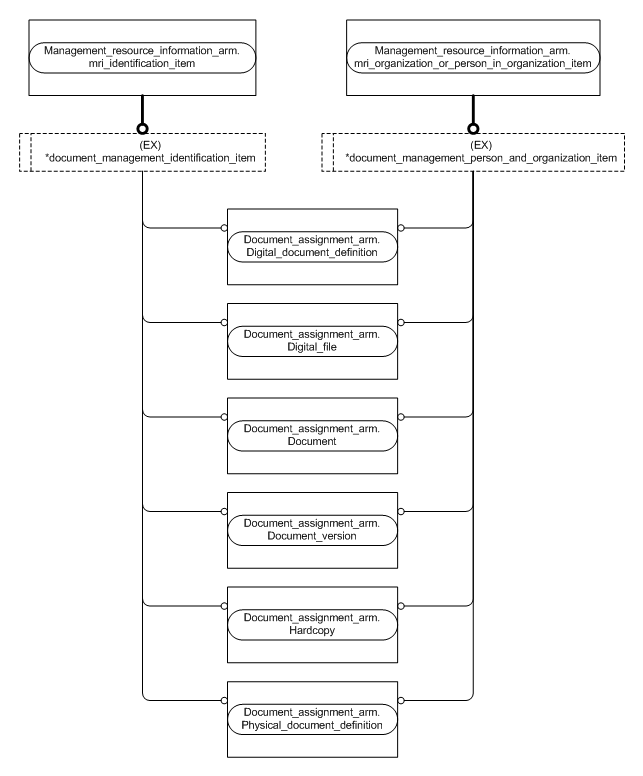 Management_resource_information_arm.
mri_identification_item
Management_resource_information_arm.
mri_organization_or_person_in_organization_item
(EX)
*document_management_identification_item
(EX)
*document_management_person_and_organization_item
Document_assignment_arm.
Digital_document_definition
Document_assignment_arm.
Digital_file
Document_assignment_arm.
Document
Document_assignment_arm.
Document_version
Document_assignment_arm.
Hardcopy
Document_assignment_arm.
Physical_document_definition